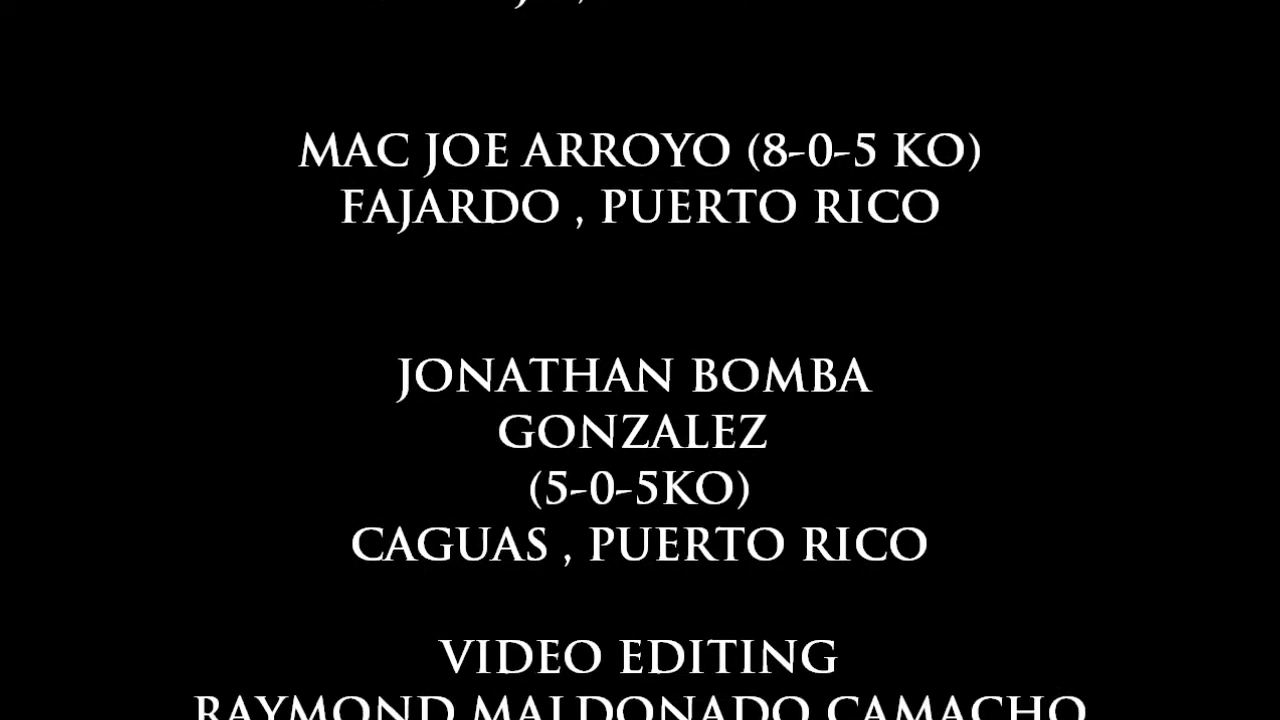 MAC JOE ARROYO (8-0-5 KO)
FAJARDO , PUERTO RICO
JONATHAN BOMBA
GONZALEZ
(5-0-5KO)
CAGUAS , PUERTO RICO
VIDEO EDITING
RAYMOND MALDONADO CAMACHO